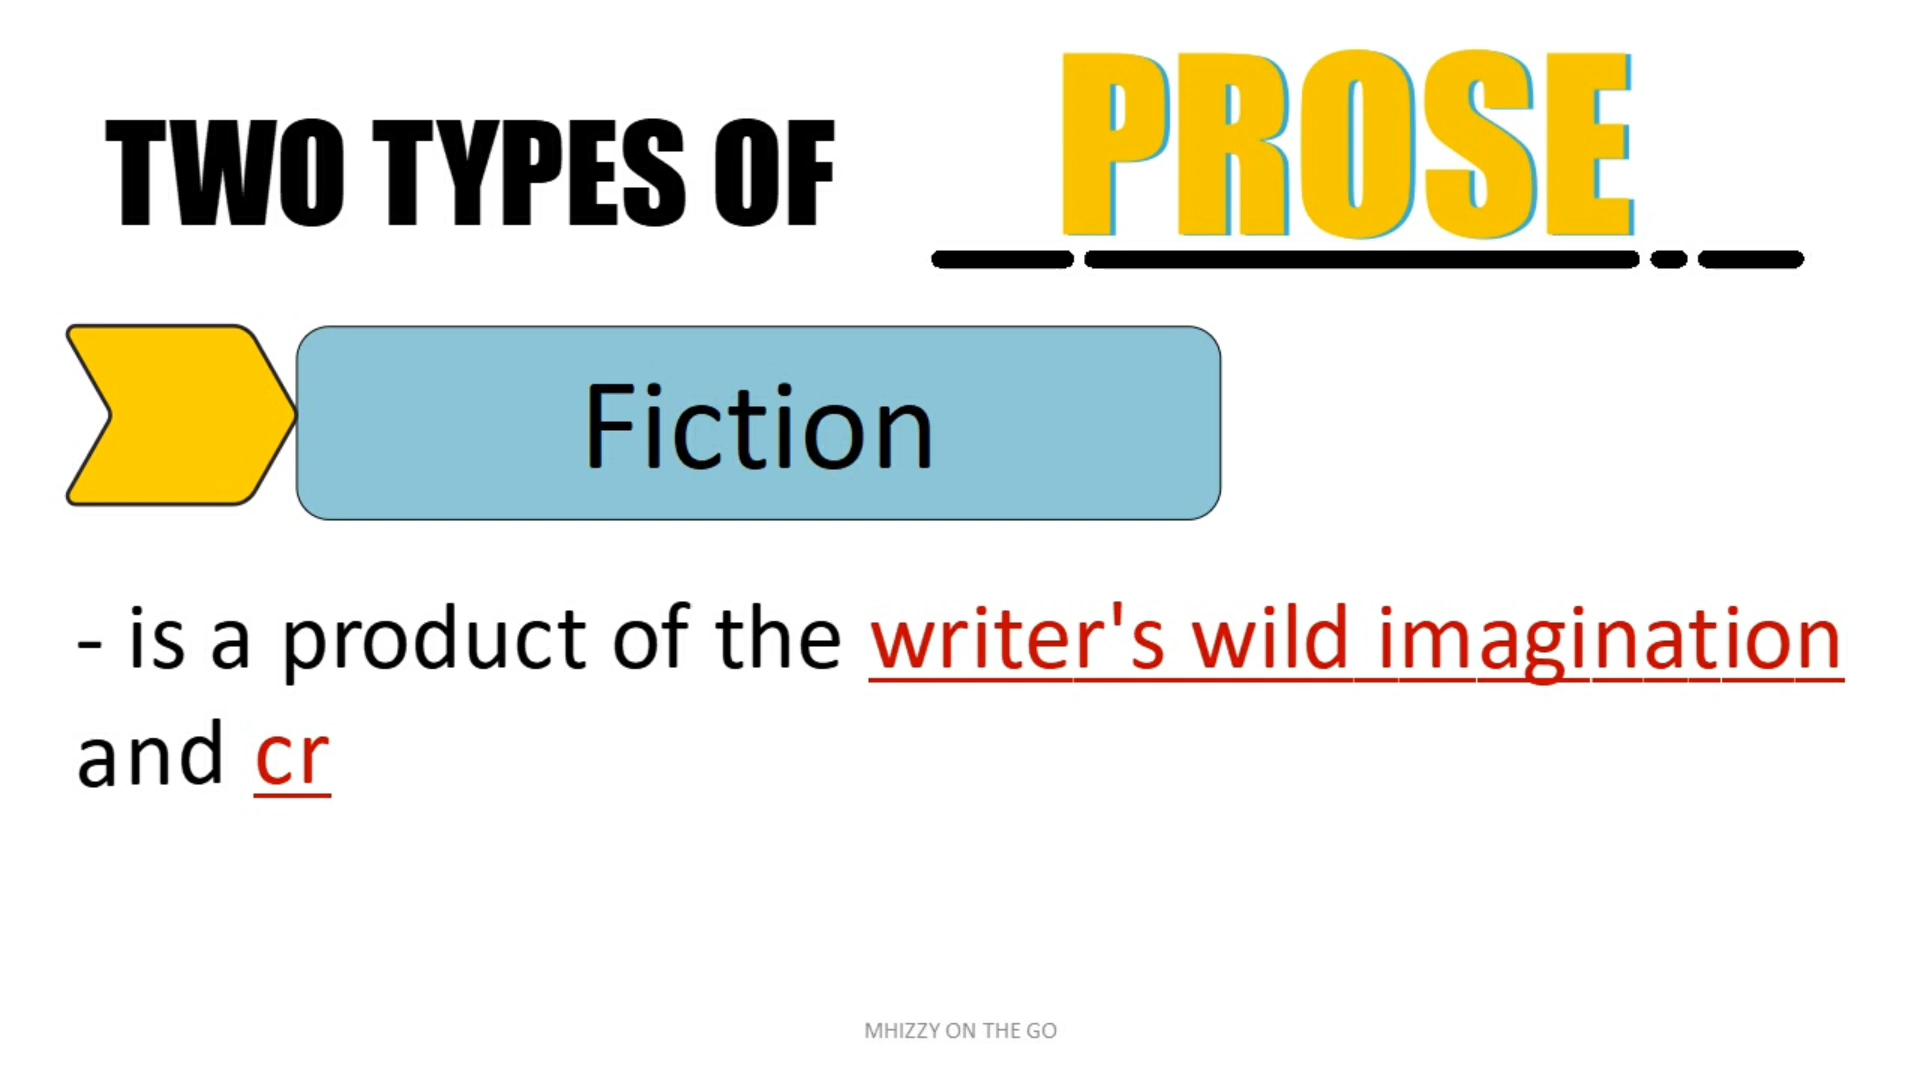 TWO TYPES OF PROSE
Fiction
- is a product of the writer's wild imagination
and cr
MHIZZY ON THE GO